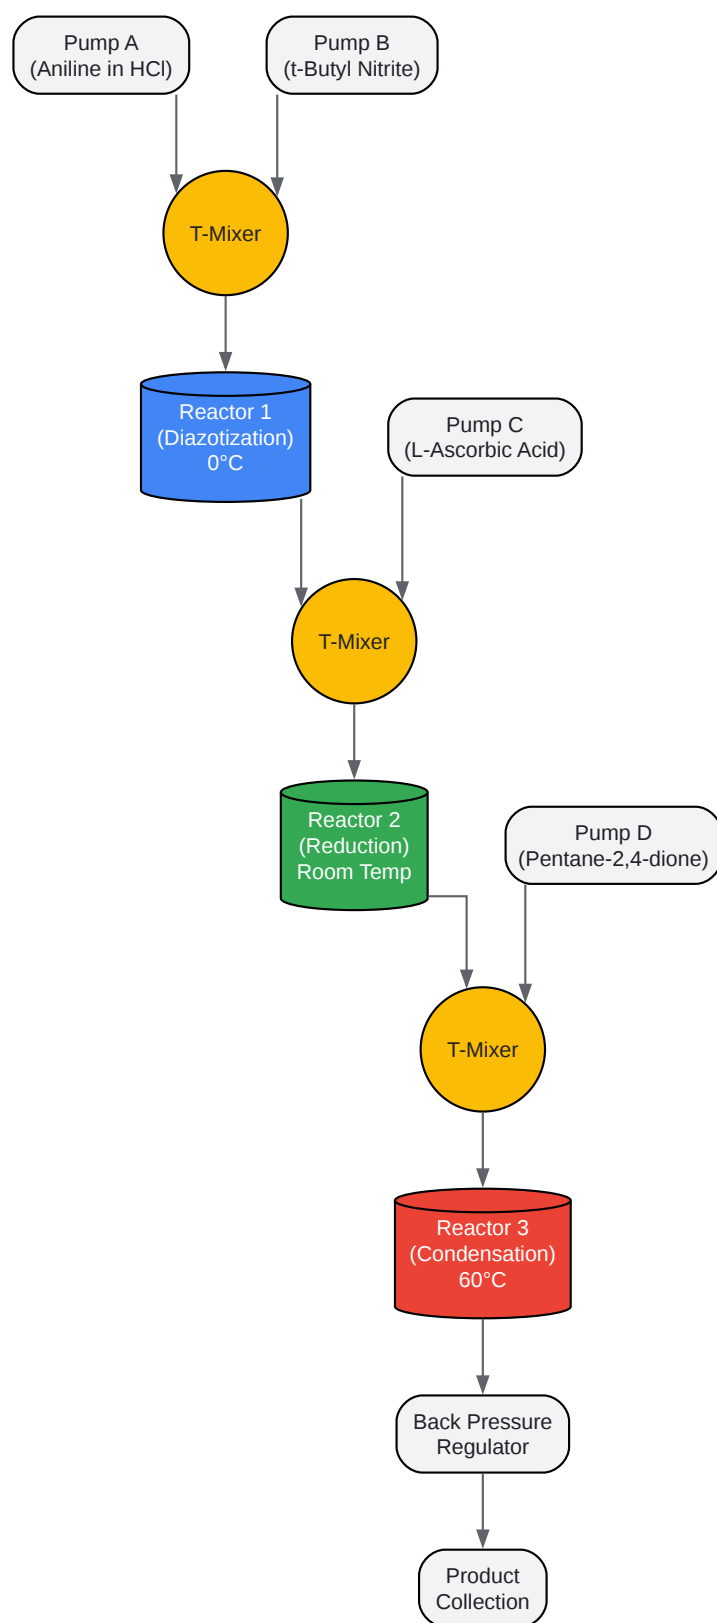 Pump A
(Aniline in HCl)
Pump B
(t-Butyl Nitrite)
T-Mixer
Reactor 1
(Diazotization)
0°C
Pump C
(L-Ascorbic Acid)
T-Mixer
Reactor 2
(Reduction)
Room Temp
Pump D
(Pentane-2,4-dione)
T-Mixer
Reactor 3
(Condensation)
60°C
Back Pressure
Regulator
Product
Collection